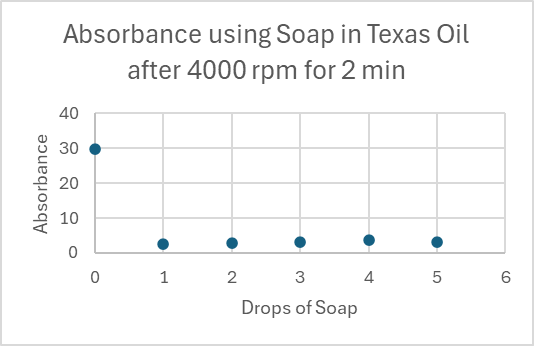 Absorbance using Soap in Texas Oil
after 4000 rpm for 2 min
Absorbance
40
30
20
10
0
0 1 2 3 4 5 6
Drops of Soap